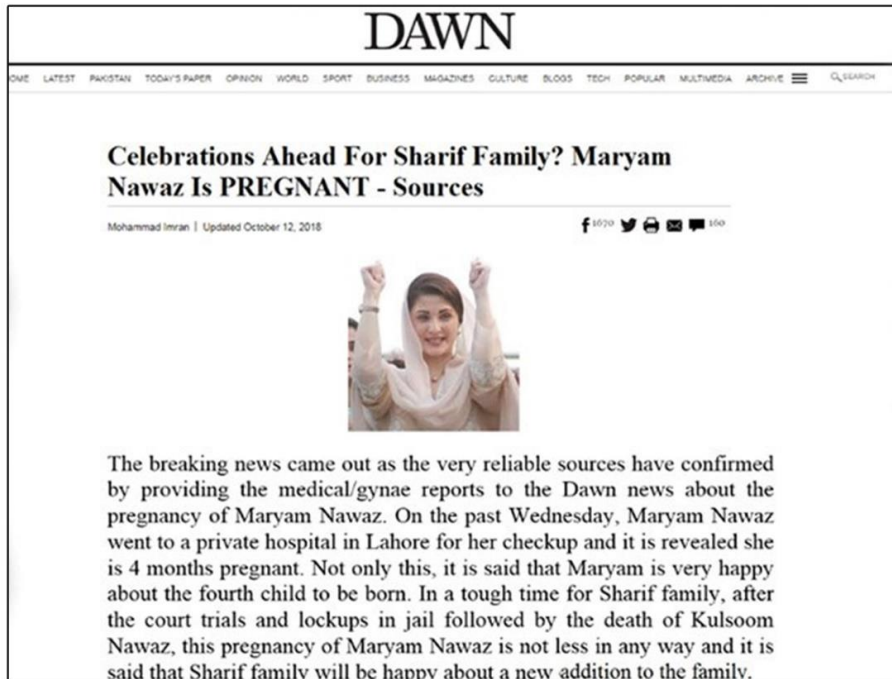 DAWN
OME LATEST PAKISTAN TODAY'S PAPER OPINION WORLD SPORT BUSINESS MAGAZINES CULTURE BLOGS TECH POPULAR MULTIMEDIA ARCHIVE SEARCH
Celebrations Ahead For Sharif Family? Maryam
Nawaz Is PREGNANT - Sources
Mohammad Imran | Updated October 12, 2018 1670 160
The breaking news came out as the very reliable sources have confirmed
by providing the medical/gynae reports to the Dawn news about the
pregnancy of Maryam Nawaz. On the past Wednesday, Maryam Nawaz
went to a private hospital in Lahore for her checkup and it is revealed she
is 4 months pregnant. Not only this, it is said that Maryam is very happy
about the fourth child to be born. In a tough time for Sharif family, after
the court trials and lockups in jail followed by the death of Kulsoom
Nawaz, this pregnancy of Maryam Nawaz is not less in any way and it is
said that Sharif family will be happy about a new addition to the family.